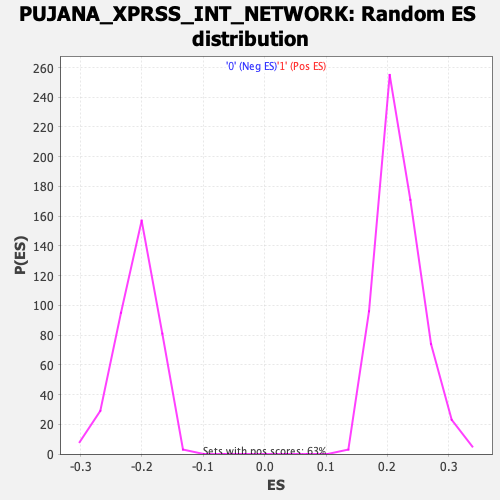 PUJANA_XPRSS_INT_NETWORK: Random ES
distribution
'0' (Neg ES)'1' (Pos ES)
260
240
220
200
180
160
140
120
100
80
60
40
20
0
P(ES)
Sets with pos scores: 63%
-0.3 -0.2 -0.1 0.0 0.1 0.2 0.3
ES